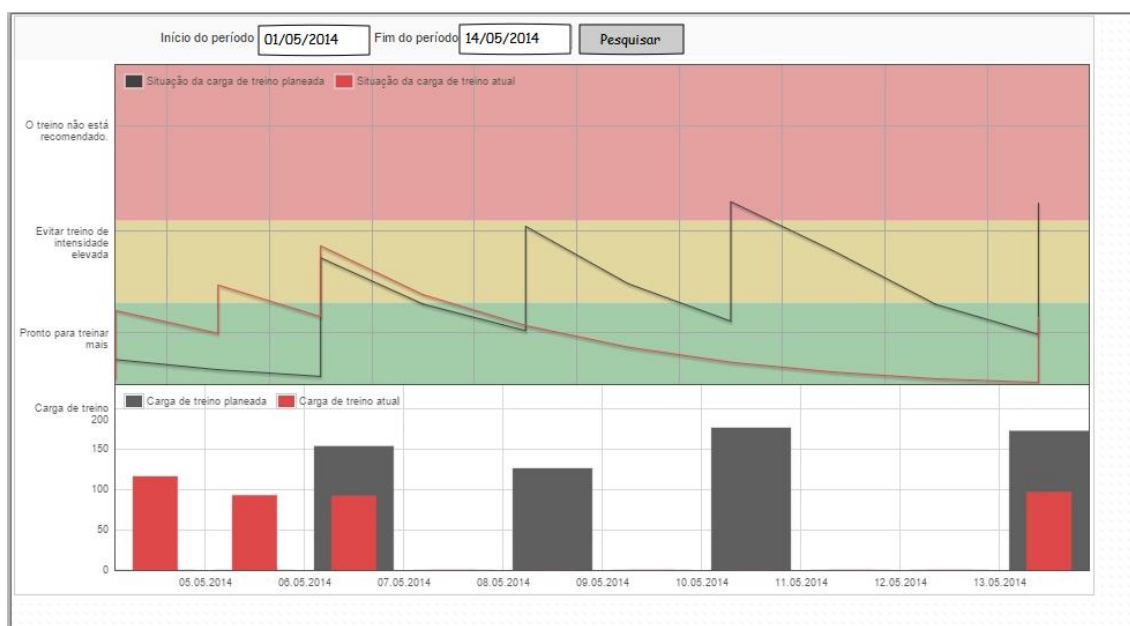 Início do período 01/05/2014 Fim do período 14/05/2014 Pesquisar
Situação da carga de treino planeada Situação da carga de treino atual
O treino não está
recomendado.
Evitar treino de
intensidade
elevada
Pronto para treinar
mais
Carga de treino Carga de treino planeada Carga de treino atual
200
150
100
50
0
05.05.2014 06.05.2014 07.05.2014 08.05.2014 09.05.2014 10.05.2014 11.05.2014 12.05.2014 13.05.2014